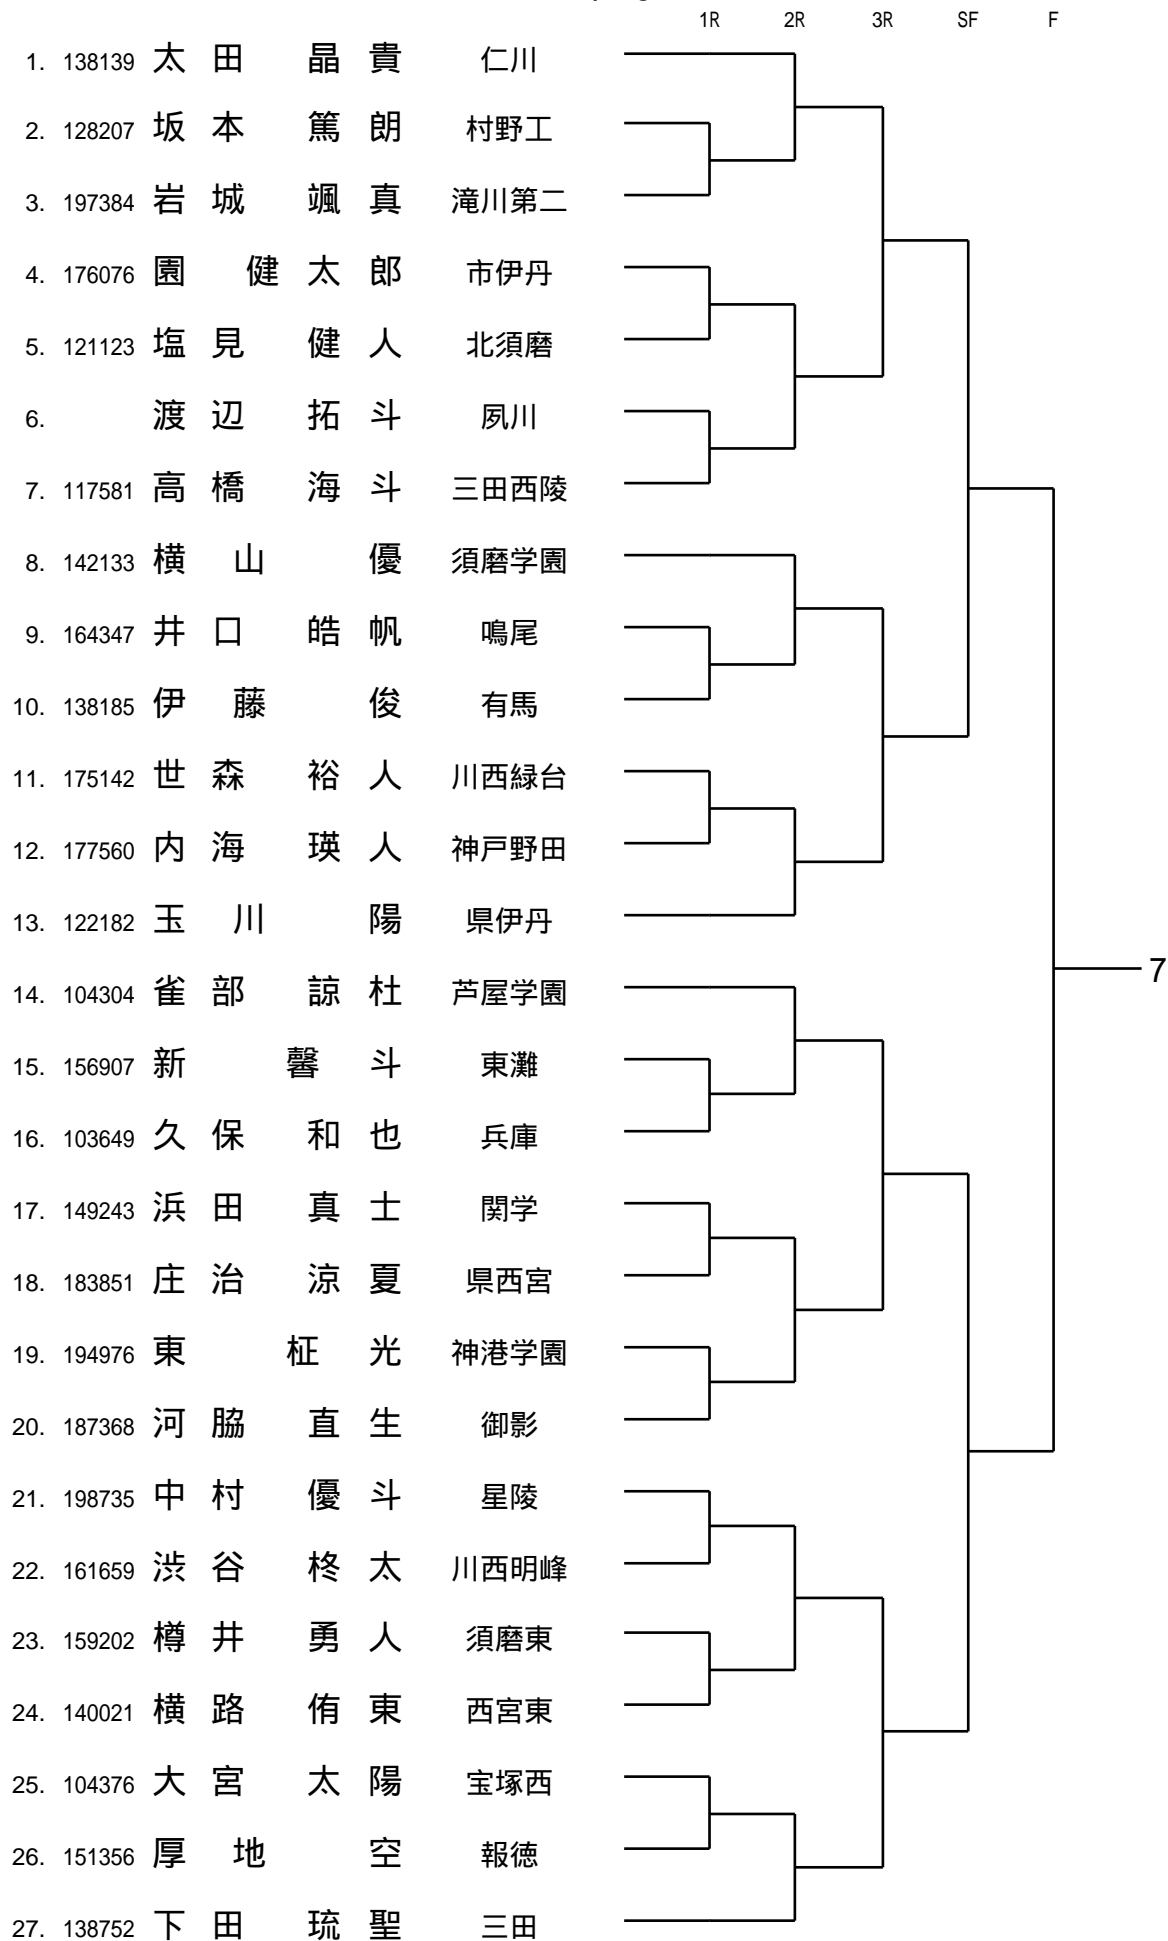 1R 2R 3R SF F
1. 138139 太田 晶貴 仁川
2. 128207 坂本 篤朗 村野工
3. 197384 岩城 颯真 滝川第二
4. 176076 園 健太郎 市伊丹
5. 121123 塩見 健人 北須磨
6. 渡辺 拓斗 夙川
7. 117581 高橋 海斗 三田西陵
8. 142133 横山 優 須磨学園
9. 164347 井口 皓帆 鳴尾
10. 138185 伊藤 俊 有馬
11. 175142 世森 裕人 川西緑台
12. 177560 内海 瑛人 神戸野田
13. 122182 玉川 陽 県伊丹
7
14. 104304 雀部 諒杜 芦屋学園
15. 156907 新 馨斗 東灘
16. 103649 久保 和也 兵庫
17. 149243 浜田 真士 関学
18. 183851 庄治 涼夏 県西宮
19. 194976 東 柾光 神港学園
20. 187368 河脇 直生 御影
21. 198735 中村 優斗 星陵
22. 161659 渋谷 柊太 川西明峰
23. 159202 樽井 勇人 須磨東
24. 140021 横路 侑東 西宮東
25. 104376 大宮 太陽 宝塚西
26. 151356 厚地 空 報徳
27. 138752 下田 琉聖 三田